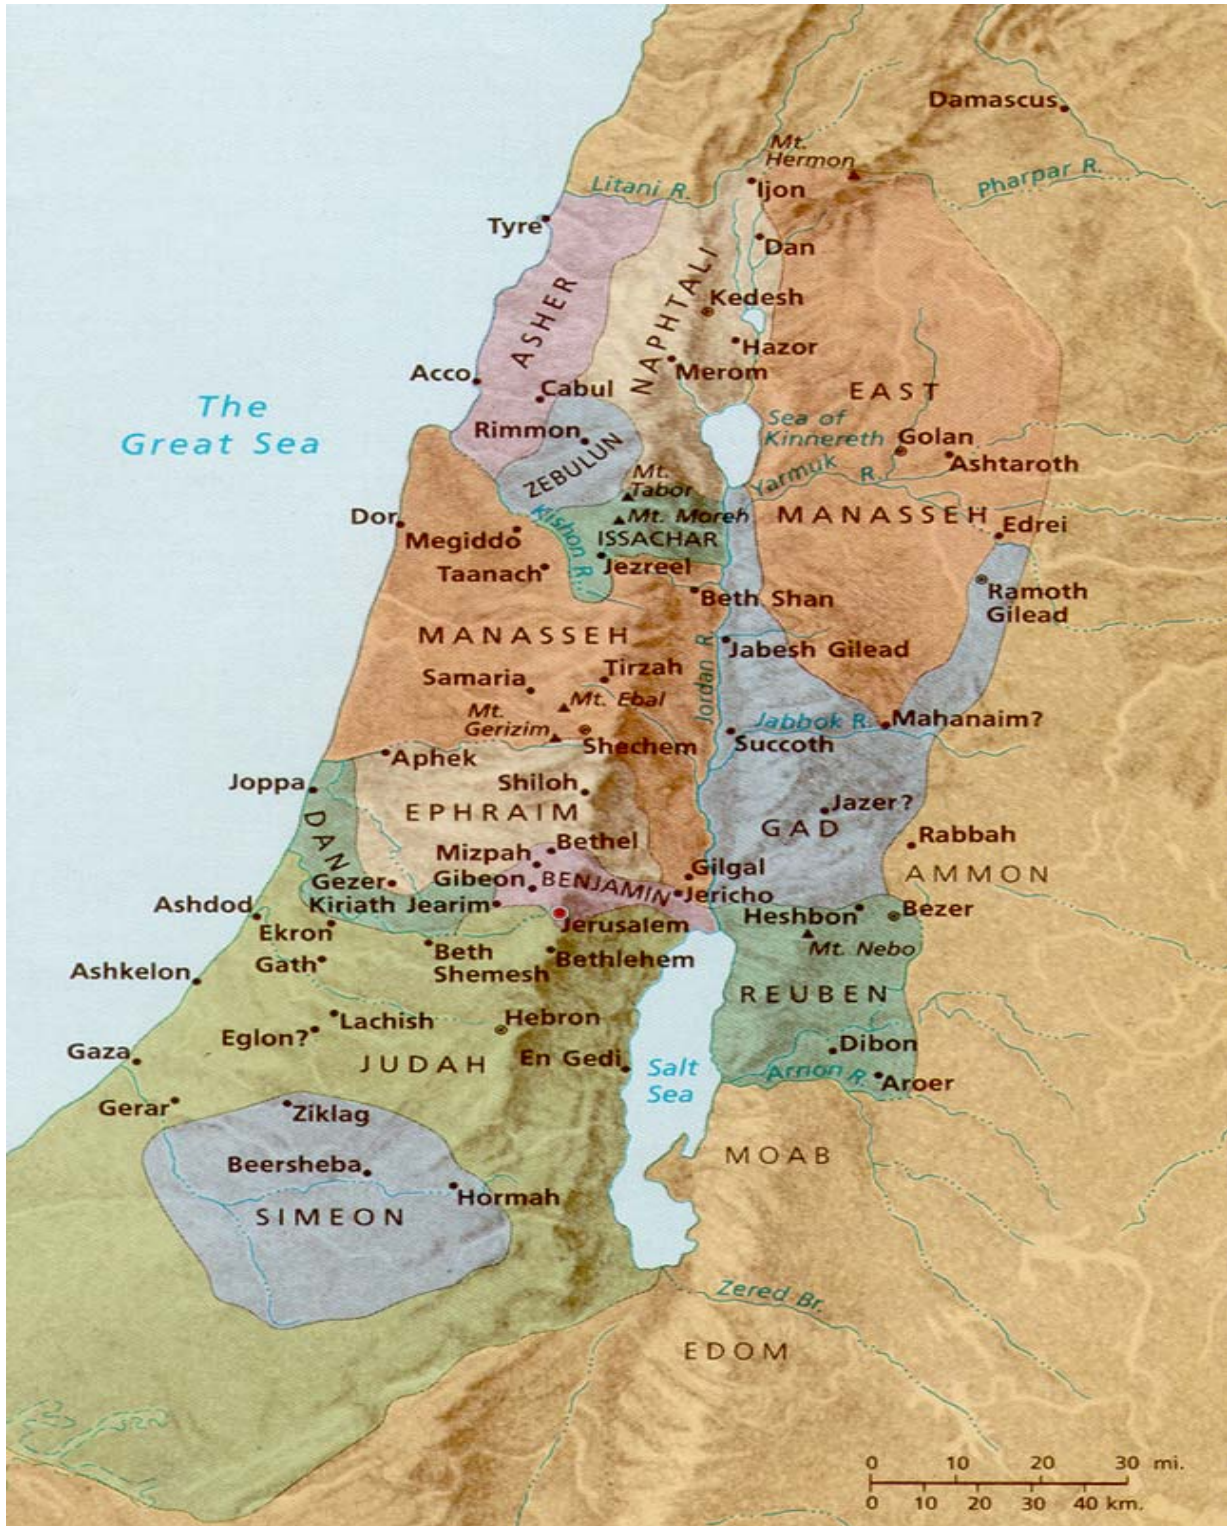 Damascus
Mt.
Hermon
Litani R.
Ijon
Pharpar R.
Tyre
Dan
NAPHTALI
ASHER
Kedesh
Hazor
Merom
Acco
Cabul
EAST
The
Great Sea
Sea of
Kinnereth
Rimmon
Golan
Ashtaroth
ZEBULUN
Mt.
Tabor
Yarmuk R.
Dor
Kishon R.
Mt. Moreh
MANASSEH
Edrei
Megiddo
ISSACHAR
Taanach
Jezreel
Ramoth
Gilead
Beth Shan
MANASSEH
Jordan R.
Jabesh Gilead
Samaria
Tirzah
Mt. Ebal
Mt.
Gerizim
Jabbok R.
Mahanaim?
Shechem
Succoth
Aphek
Joppa
Shiloh
EPHRAIM
Jazer?
DAN
GAD
Rabbah
Bethel
Mizpah
Gilgal
AMMON
Gezer
Gibeon
BENJAMIN
Jericho
Ashdod
Kiriath Jearim
Heshbon
Bezer
Ekron
Jerusalem
Mt. Nebo
Gath
Beth
Shemesh
Bethlehem
Ashkelon
REUBEN
Lachish
Hebron
Eglon?
Dibon
Gaza
JUDAH
En Gedi
Salt
Sea
Arnon R.
Aroer
Gerar
Ziklag
MOAB
Beersheba
Hormah
SIMEON
Zered Br.
EDOM
0 10 20 30 mi.
0 10 20 30 40 km.